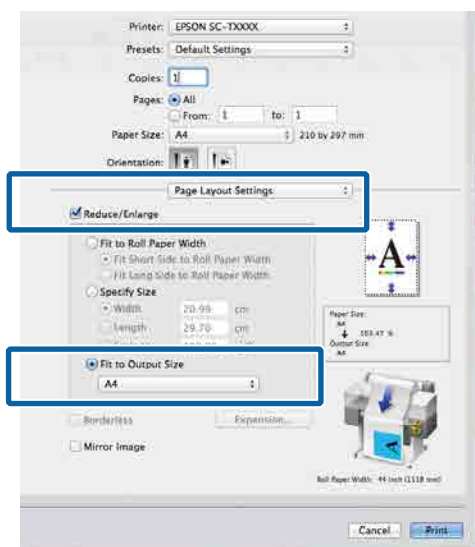 Printer: EPSON SC-TXXXX
Presets: Default Settings
Copies: 1
Pages: All
From: 1 to: 1
Paper Size: A4 210 by 297 mm
Orientation:
Page Layout Settings
Reduce/Enlarge
Fit to Roll Paper Width
Fit Short Side to Roll Paper Width
Fit Long Side to Roll Paper Width
Specify Size
Width 20.99 cm
Length 29.70 cm
Fit to Output Size
A4
Borderless Expansion...
Mirror Image
A
Paper Size:
A4
103.47 %
Output Size
A4
Roll Paper Width: 44 inch (1118 mm)
Cancel Print